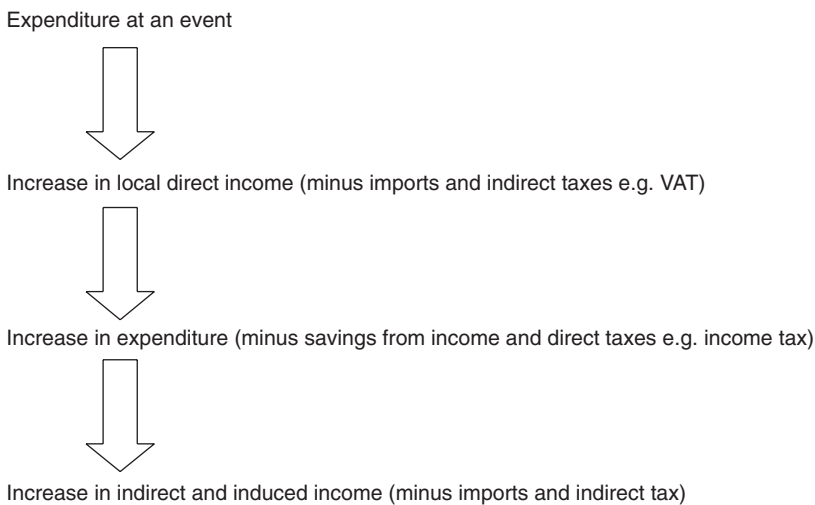 Expenditure at an event
Increase in local direct income (minus imports and indirect taxes e.g. VAT)
Increase in expenditure (minus savings from income and direct taxes e.g. income tax)
Increase in indirect and induced income (minus imports and indirect tax)